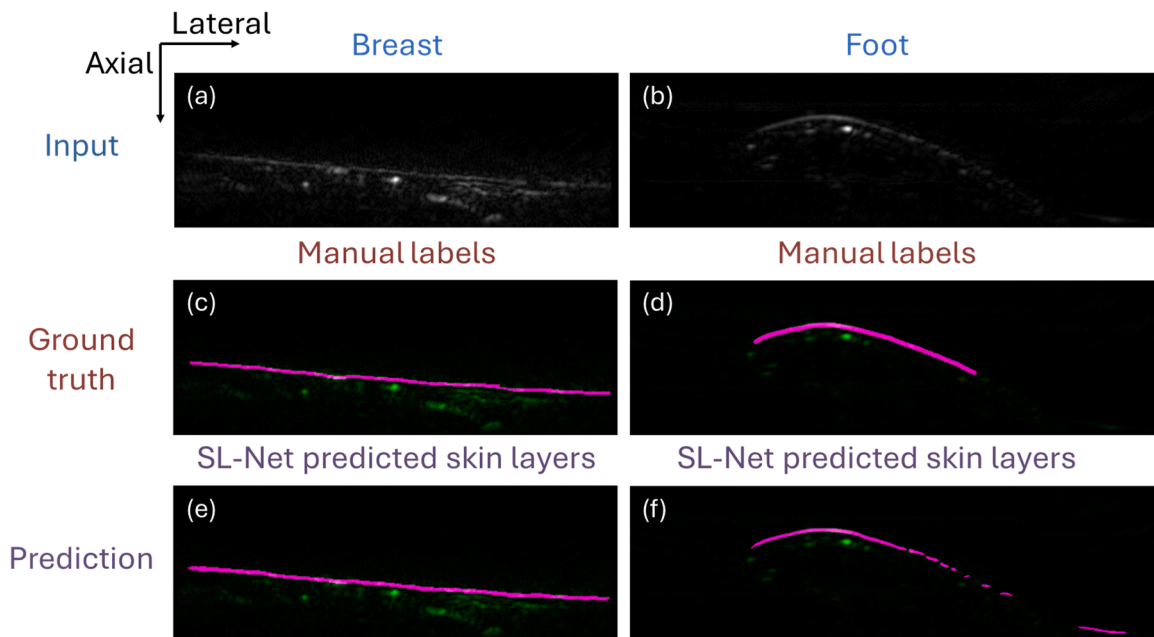 Lateral
Axial
Breast
Foot
Input
(a)
(b)
Manual labels
Manual labels
Ground
truth
(c)
(d)
SL-Net predicted skin layers
SL-Net predicted skin layers
Prediction
(e)
(f)